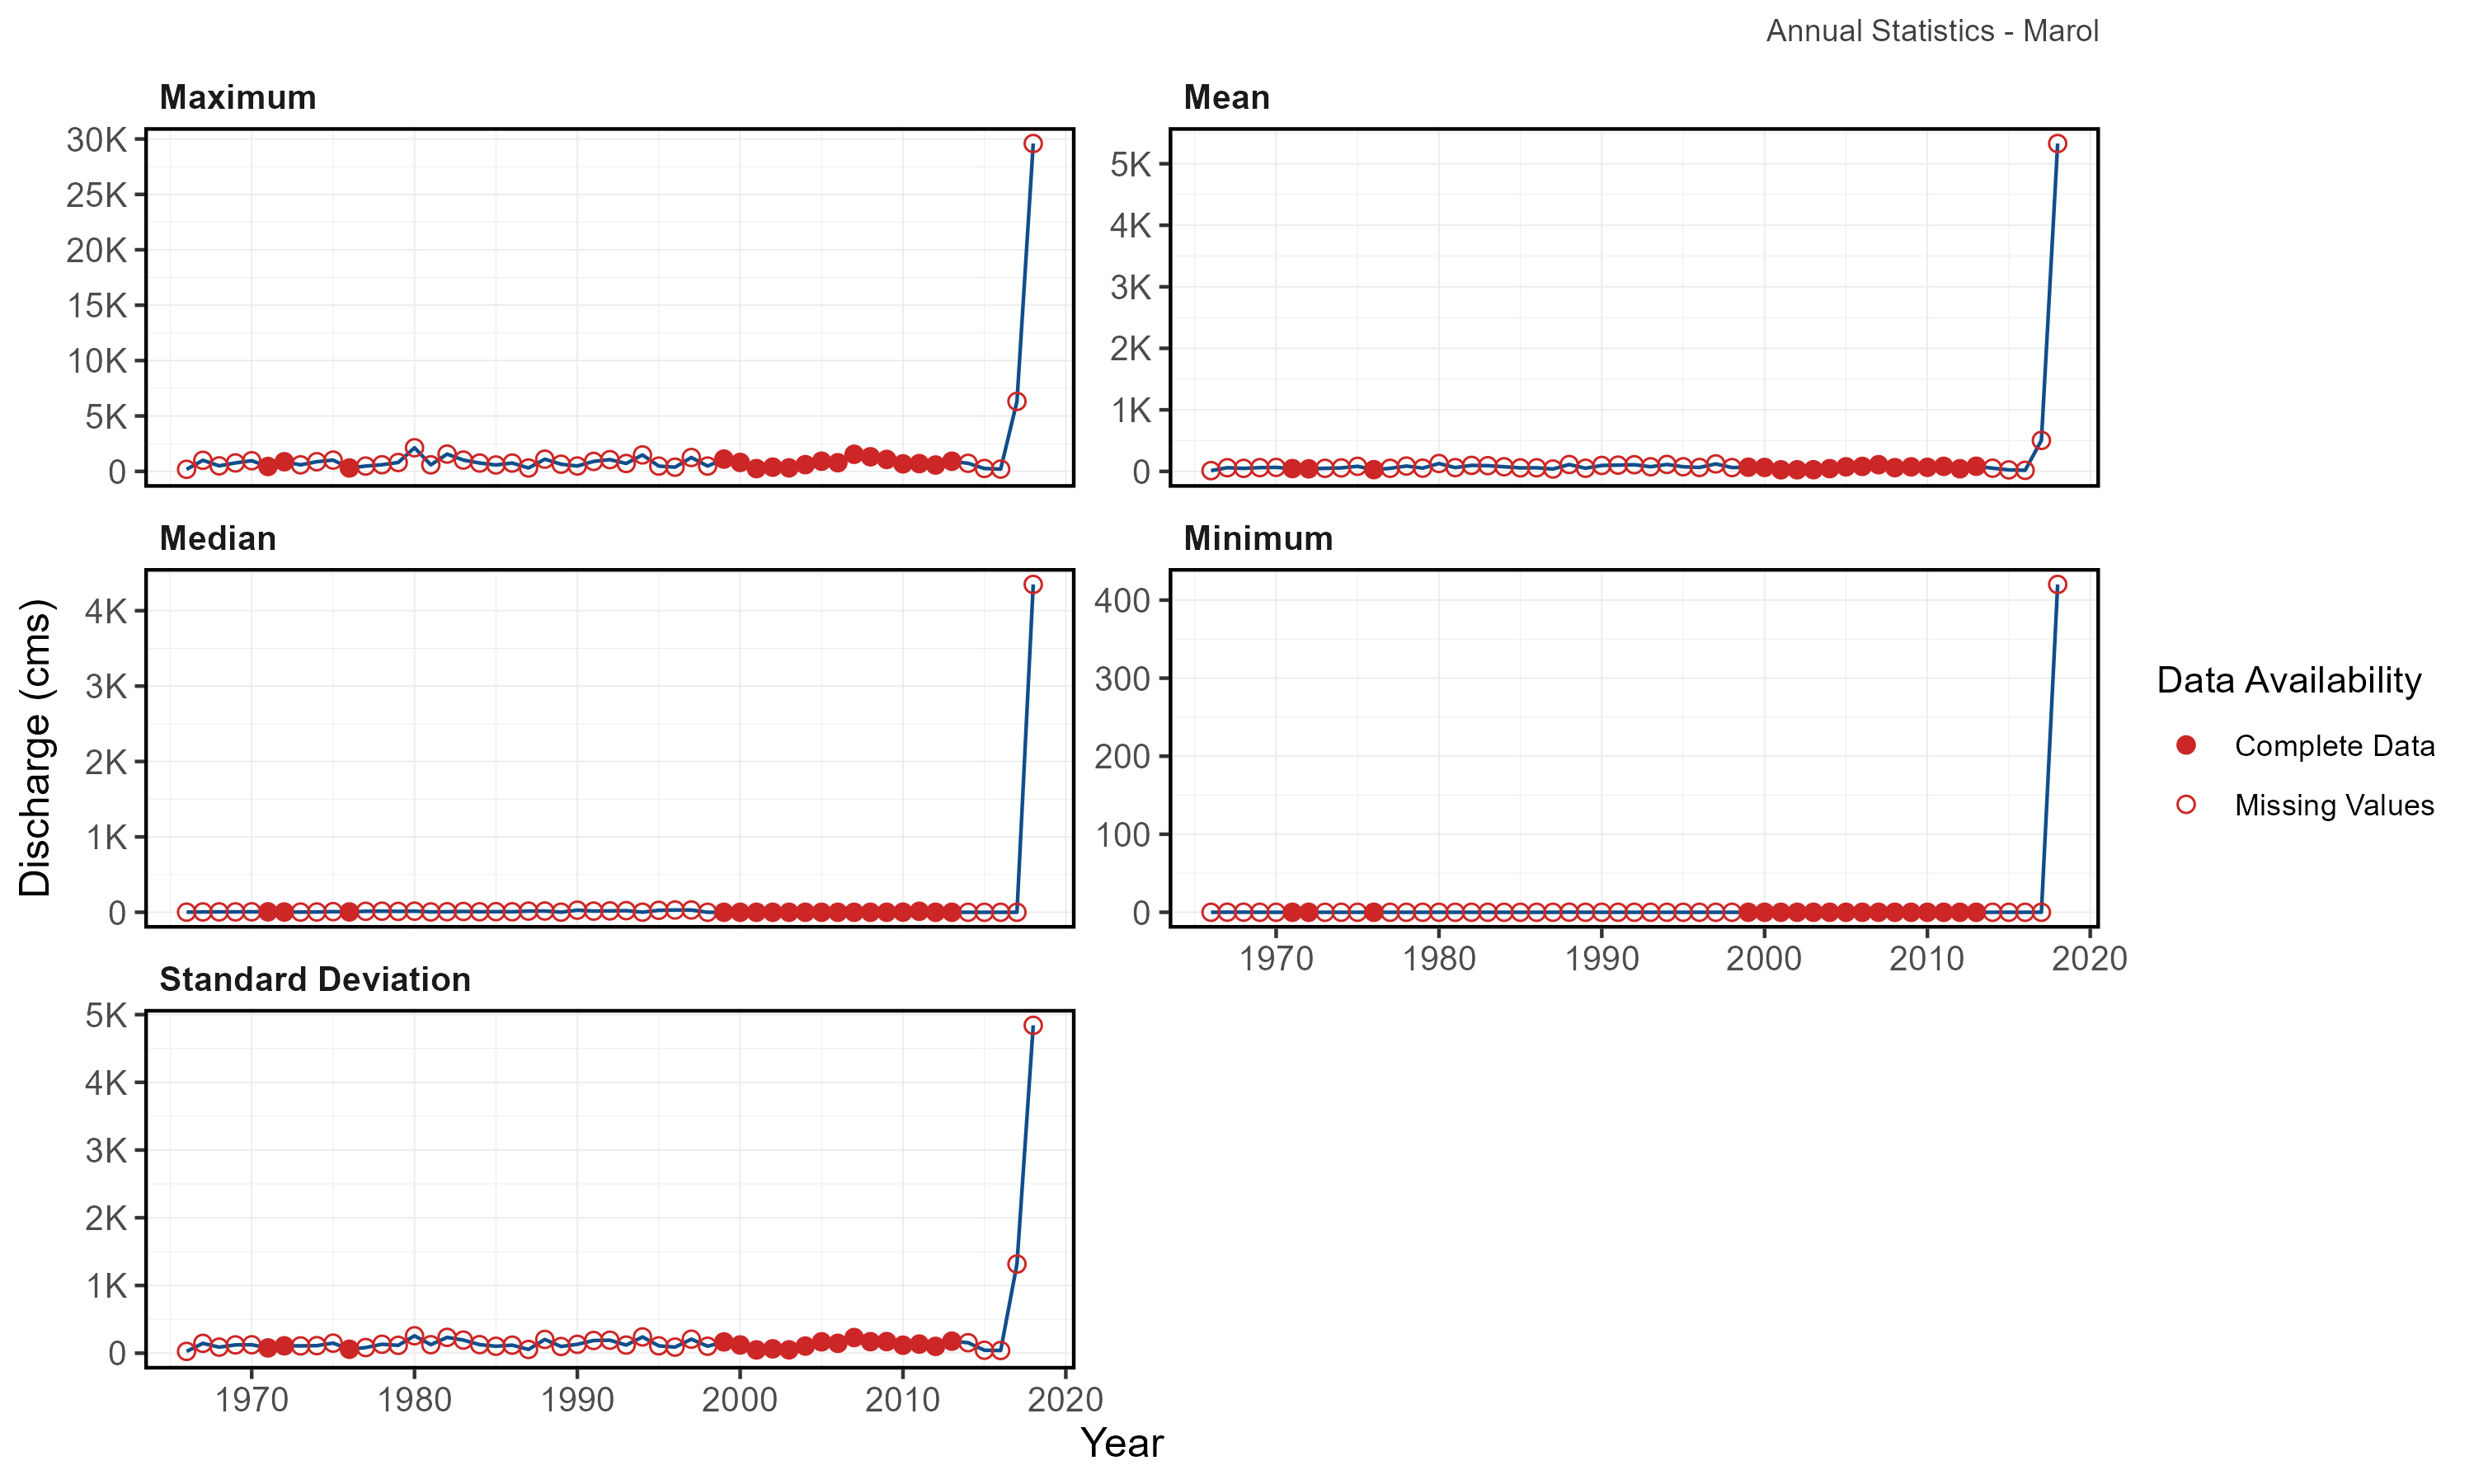 Annual Statistics - Marol
Maximum
30K
25K
20K
15K
10K
5K
0
Mean
5K
4K
3K
2K
1K
0
Median
4K
3K
2K
1K
0
Minimum
400
300
200
100
0
1970 1980 1990 2000 2010 2020
Standard Deviation
5K
4K
3K
2K
1K
0
1970 1980 1990 2000 2010 2020
Year
Discharge (cms)
Data Availability
Complete Data
Missing Values